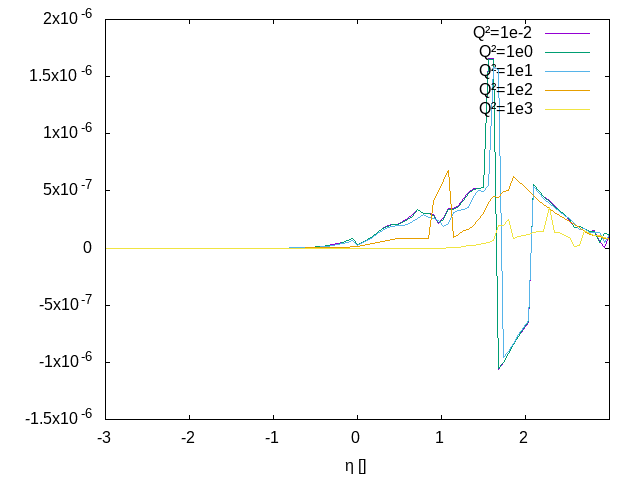 2x10⁻⁶
1.5x10⁻⁶
1x10⁻⁶
5x10⁻⁷
0
-5x10⁻⁷
-1x10⁻⁶
-1.5x10⁻⁶
-3 -2 -1 0 1 2
η []
Q²=1e-2
Q²=1e0
Q²=1e1
Q²=1e2
Q²=1e3